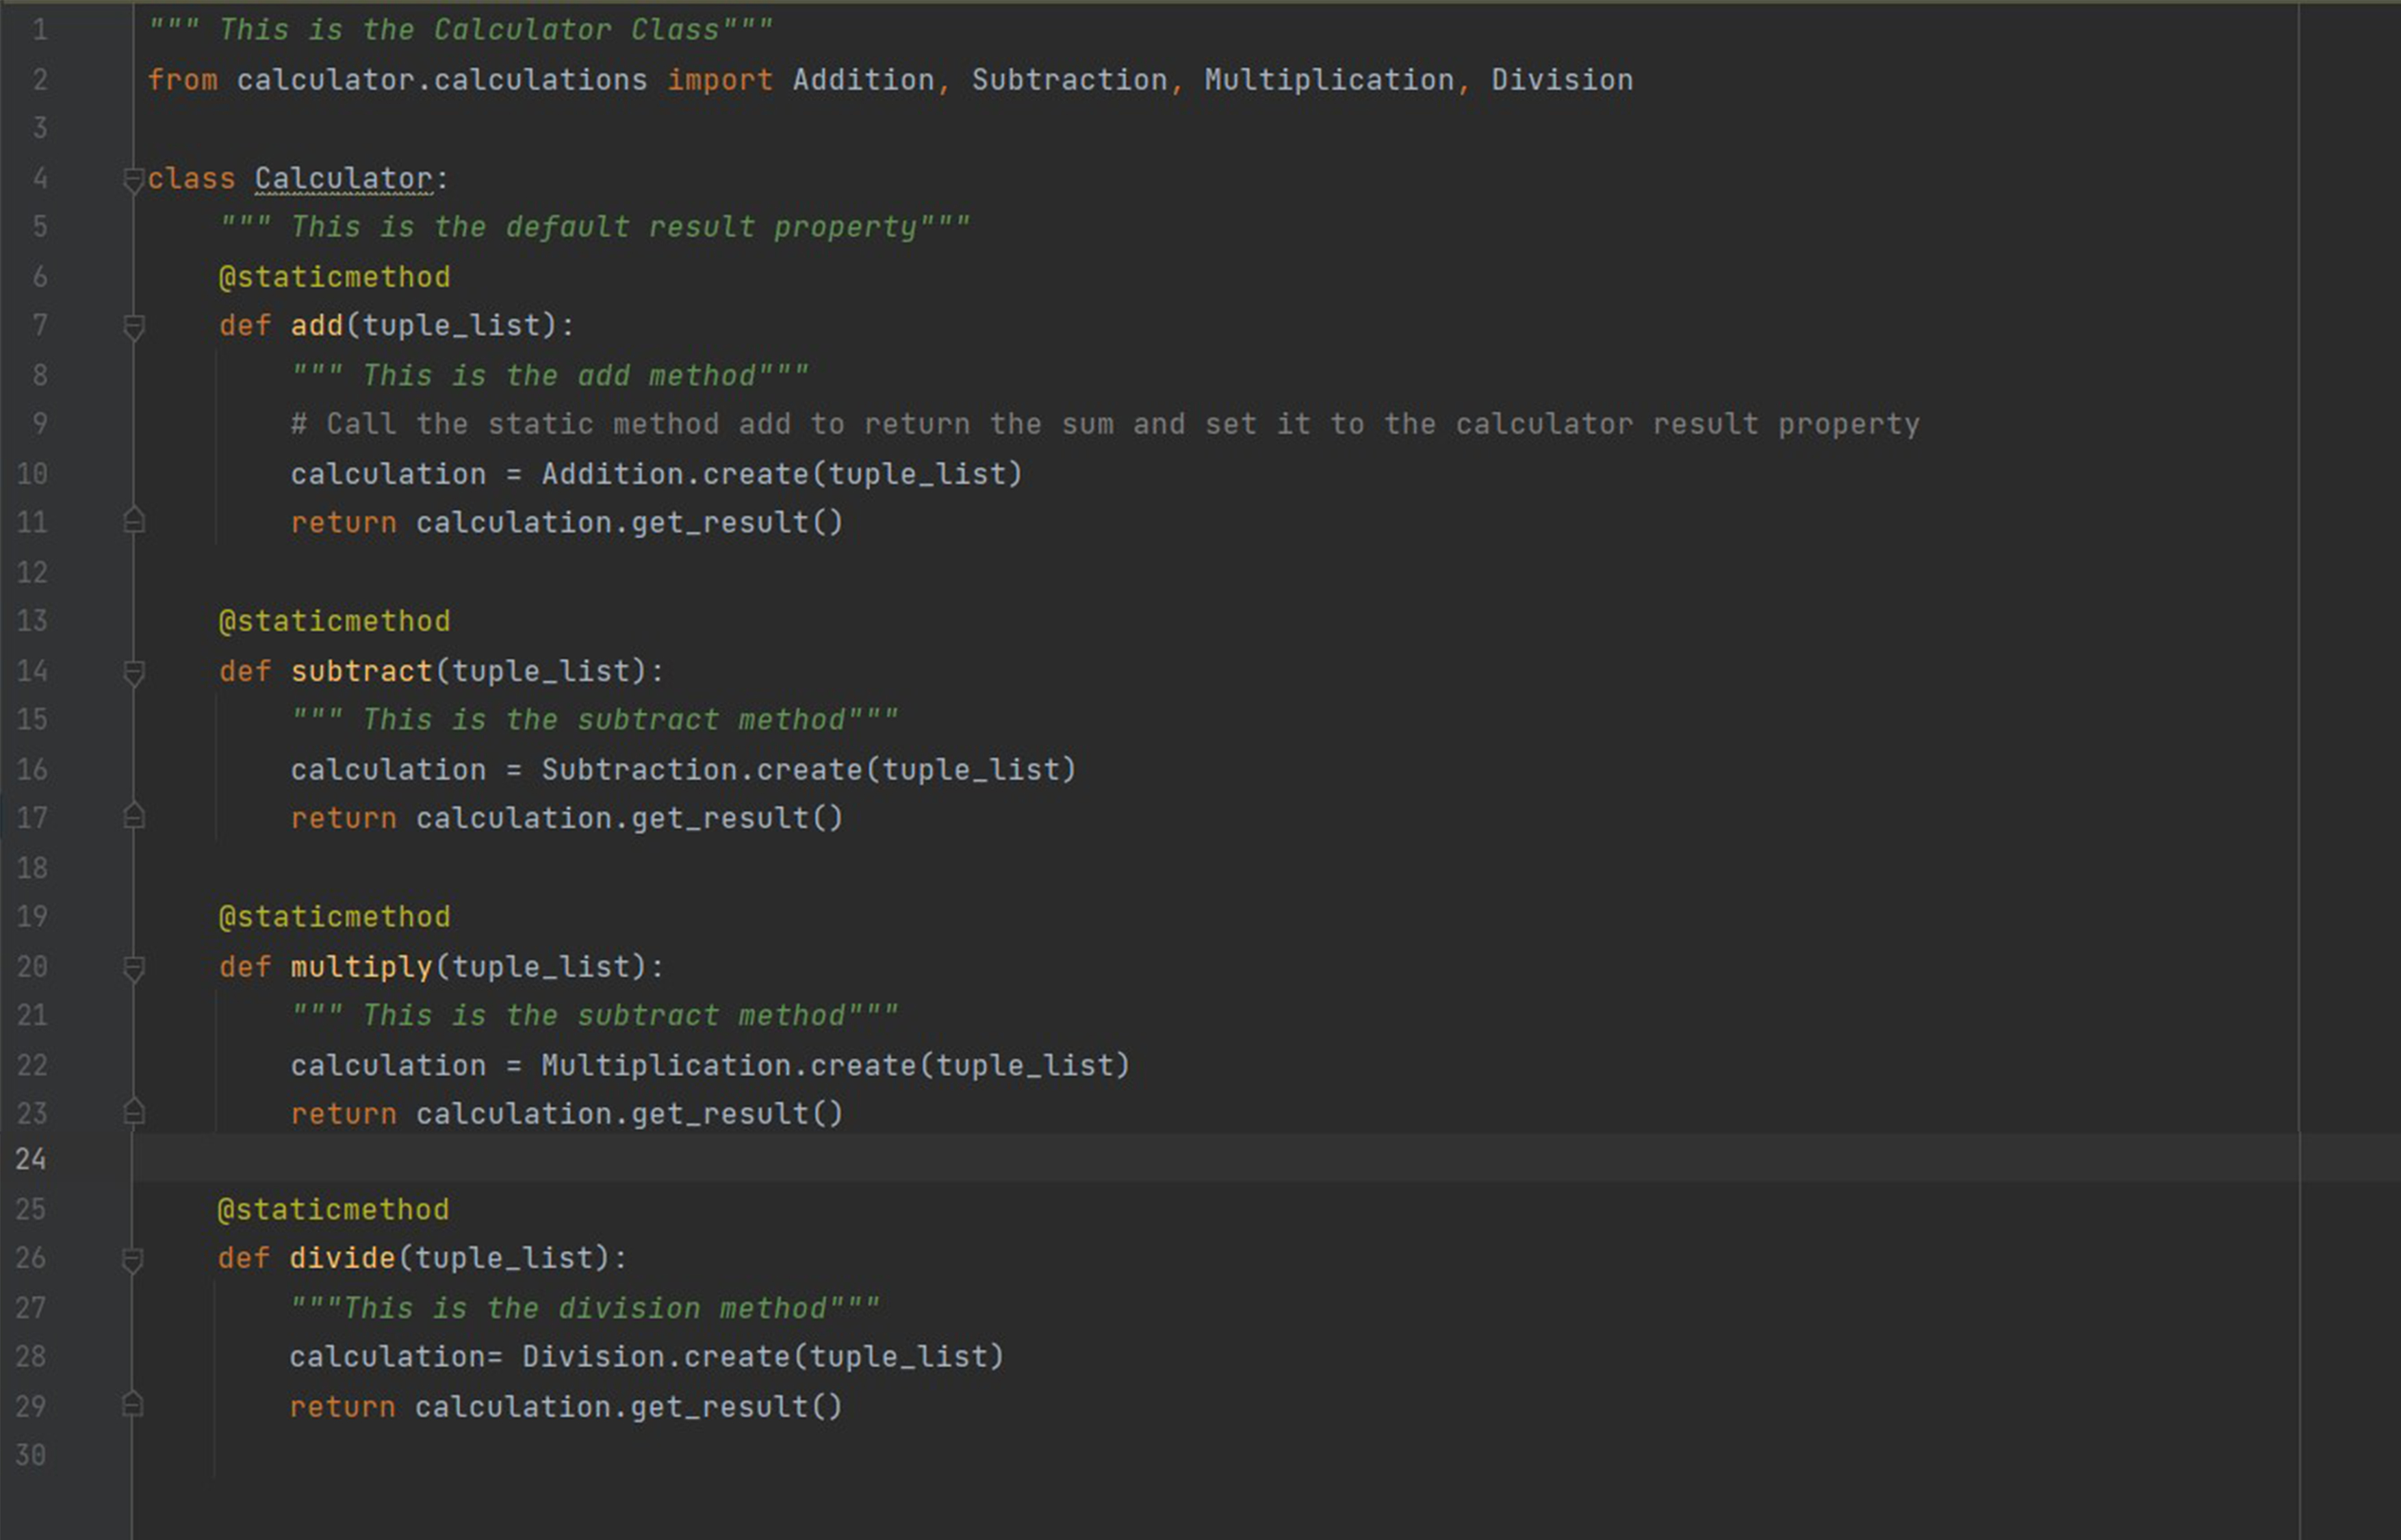 1 """ This is the Calculator Class"""
2 from calculator.calculations import Addition, Subtraction, Multiplication, Division
3
4 class Calculator:
5     """ This is the default result property"""
6     @staticmethod
7     def add(tuple_list):
8         """ This is the add method"""
9         # Call the static method add to return the sum and set it to the calculator result property
10         calculation = Addition.create(tuple_list)
11         return calculation.get_result()
12
13     @staticmethod
14     def subtract(tuple_list):
15         """ This is the subtract method"""
16         calculation = Subtraction.create(tuple_list)
17         return calculation.get_result()
18
19     @staticmethod
20     def multiply(tuple_list):
21         """ This is the subtract method"""
22         calculation = Multiplication.create(tuple_list)
23         return calculation.get_result()
24
25     @staticmethod
26     def divide(tuple_list):
27         """This is the division method"""
28         calculation= Division.create(tuple_list)
29         return calculation.get_result()
30